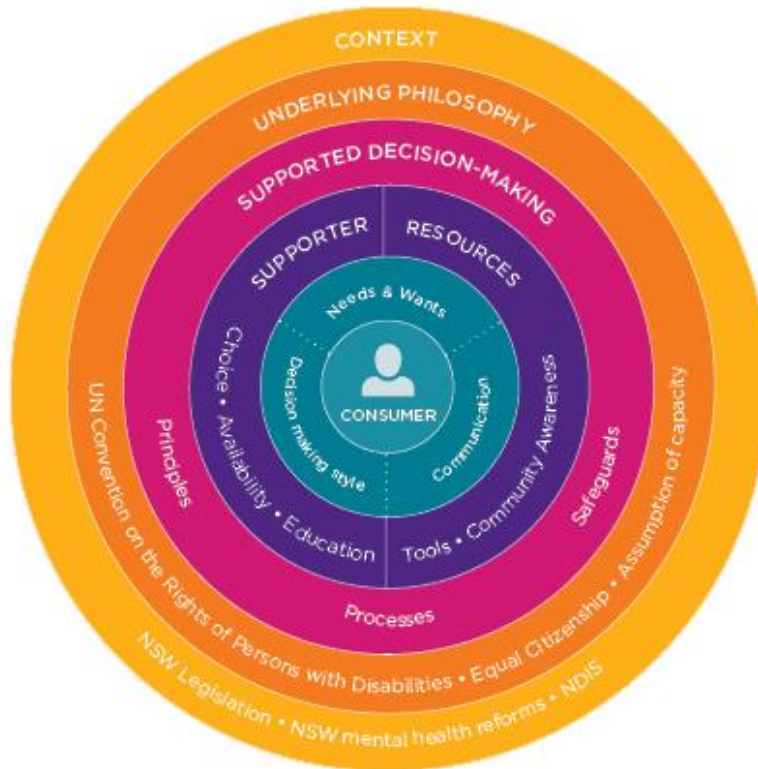 CONTEXT
UNDERLYING PHILOSOPHY
SUPPORTED DECISION-MAKING
SUPPORTER
RESOURCES
Needs & Wants
Decision making style
Communication
CONSUMER
Choice • Availability • Education
Tools • Community Awareness
Principles
Processes
Safeguards
UN Convention on the Rights of Persons with Disabilities • Equal Citizenship • Assumption of capacity
NSW Legislation • NSW mental health reforms • NDIS